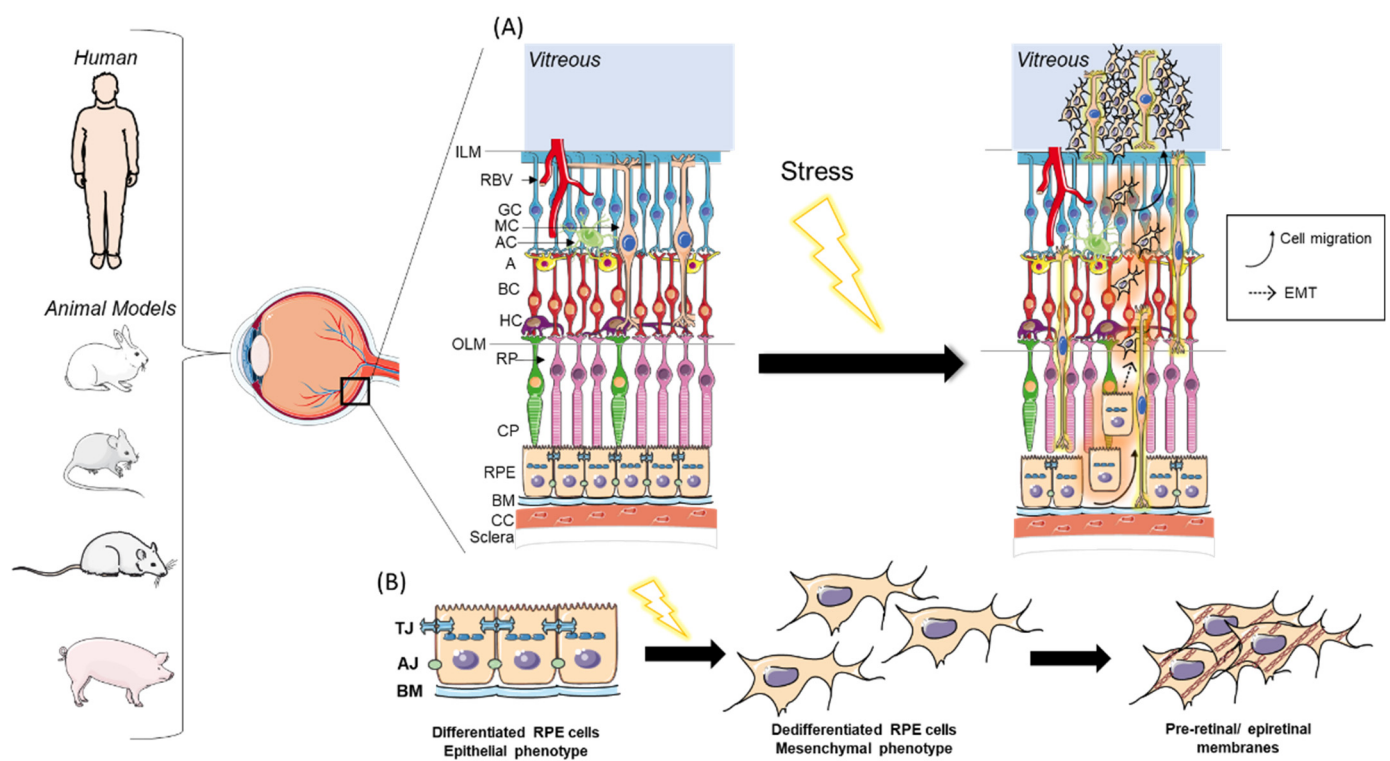 Human
Animal Models
(A)
Vitreous
ILM
RBV
GC
MC
AC
A
BC
HC
OLM
RP
CP
RPE
BM
CC
Sclera
Stress
Vitreous
Cell migration
EMT
(B)
TJ
AJ
BM
Differentiated RPE cells
Epithelial phenotype
Dedifferentiated RPE cells
Mesenchymal phenotype
Pre-retinal/ epiretinal
membranes